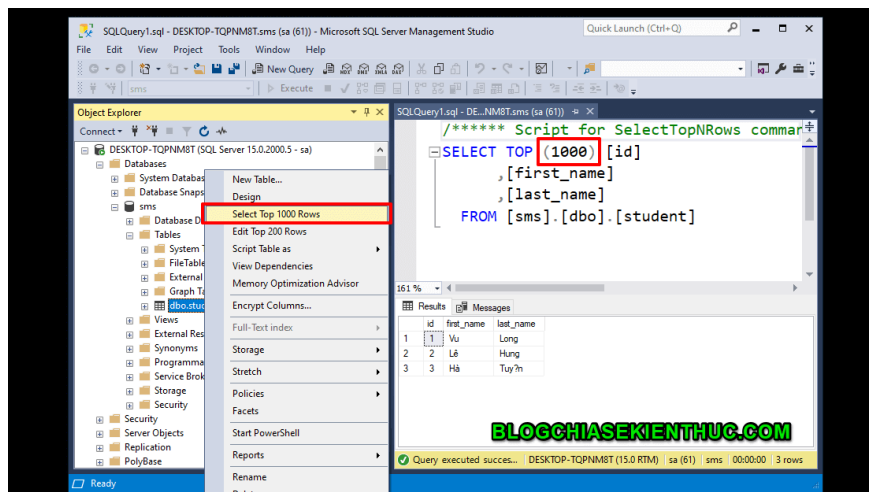 SQLQuery1.sql - DESKTOP-TQPNM8T.sms (sa (61)) - Microsoft SQL Server Management Studio
Quick Launch (Ctrl+Q)
File Edit View Project Tools Window Help
New Query
sms
Execute
Object Explorer
SQLQuery1.sql - DE...NM8T.sms (sa (61))
Connect
DESKTOP-TQPNM8T (SQL Server 15.0.2000.5 - sa)
Databases
System Databas
Database Snaps
sms
Database D
Tables
System T
FileTable
External
Graph Ta
dbo.stud
Views
External Res
Synonyms
Programma
Service Brok
Storage
Security
Security
Server Objects
Replication
PolyBase
New Table...
Design
Select Top 1000 Rows
Edit Top 200 Rows
Script Table as
View Dependencies
Memory Optimization Advisor
Encrypt Columns...
Full-Text index
Storage
Stretch
Policies
Facets
Start PowerShell
Reports
Rename
/****** Script for SelectTopNRows comman
SELECT TOP (1000) [id]
,[first_name]
,[last_name]
FROM [sms].[dbo].[student]
161 %
Results Messages
id first_name last_name
1 1 Vu Long
2 2 Lê Hung
3 3 Hà Tuy?n
BLOGCHIASEKIENTHUC.COM
Query executed succes... DESKTOP-TQPNM8T (15.0 RTM) sa (61) sms 00:00:00 3 rows
Ready